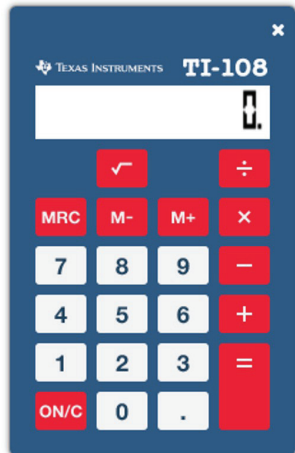 ×
TEXAS INSTRUMENTS TI-108
0.
√ ÷
MRC M- M+ ×
7 8 9 −
4 5 6 +
1 2 3 =
ON/C 0 .